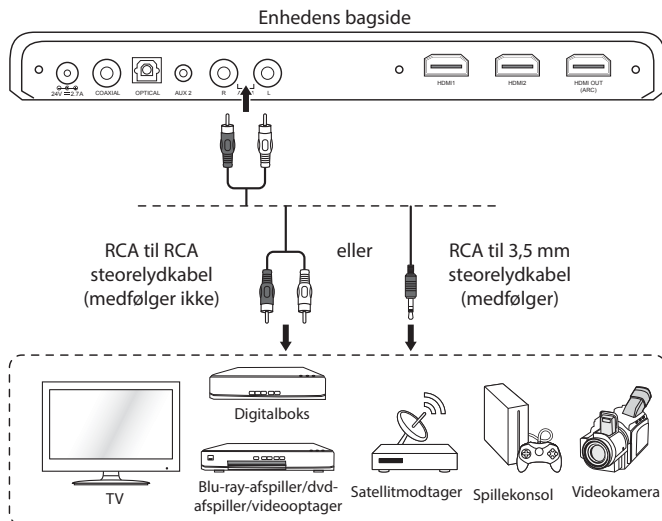 Enhedens bagside
24V 2.7A
COAXIAL
OPTICAL
AUX 2
R
L
HDMI1
HDMI2
HDMI OUT
(ARC)
RCA til RCA
steorelydkabel
(medfølger ikke)
eller
RCA til 3,5 mm
steorelydkabel
(medfølger)
TV
Digitalboks
Blu-ray-afspiller/dvd-
afspiller/videooptager
Satellitmodtager
Spillekonsol
Videokamera